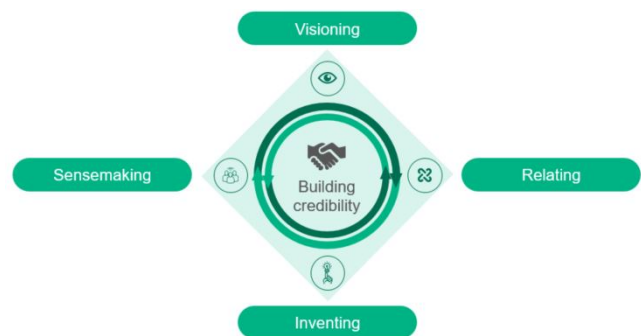 Visioning
Sensemaking
Building
credibility
Relating
Inventing